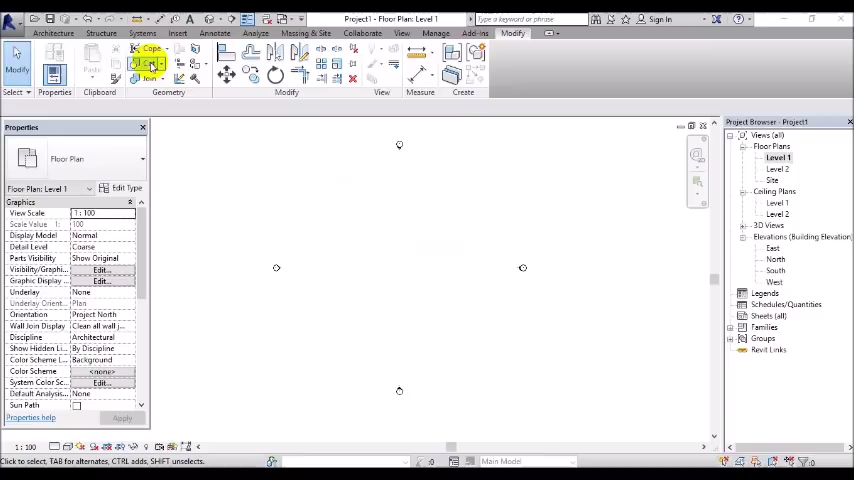 Project1 - Floor Plan: Level 1
Type a keyword or phrase
Sign In
Architecture Structure Systems Insert Annotate Analyze Massing & Site Collaborate View Manage Add-Ins Modify
Modify
Properties
Paste
Cope
Cut
Join
Select Properties Clipboard Geometry Modify View Measure Create
Properties
Floor Plan
Floor Plan: Level 1 Edit Type
Graphics
View Scale 1 : 100
Scale Value 1: 100
Display Model Normal
Detail Level Coarse
Parts Visibility Show Original
Visibility/Graphi... Edit...
Graphic Display ... Edit...
Underlay None
Underlay Orient... Plan
Orientation Project North
Wall Join Display Clean all wall j...
Discipline Architectural
Show Hidden Li... By Discipline
Color Scheme L... Background
Color Scheme <none>
System Color Sc... Edit...
Default Analysis... None
Sun Path
Properties help Apply
Project Browser - Project1
Views (all)
Floor Plans
Level 1
Level 2
Site
Ceiling Plans
Level 1
Level 2
3D Views
Elevations (Building Elevation)
East
North
South
West
Legends
Schedules/Quantities
Sheets (all)
Families
Groups
Revit Links
1 : 100
Click to select, TAB for alternates, CTRL adds, SHIFT unselects.
:0
Main Model
:0